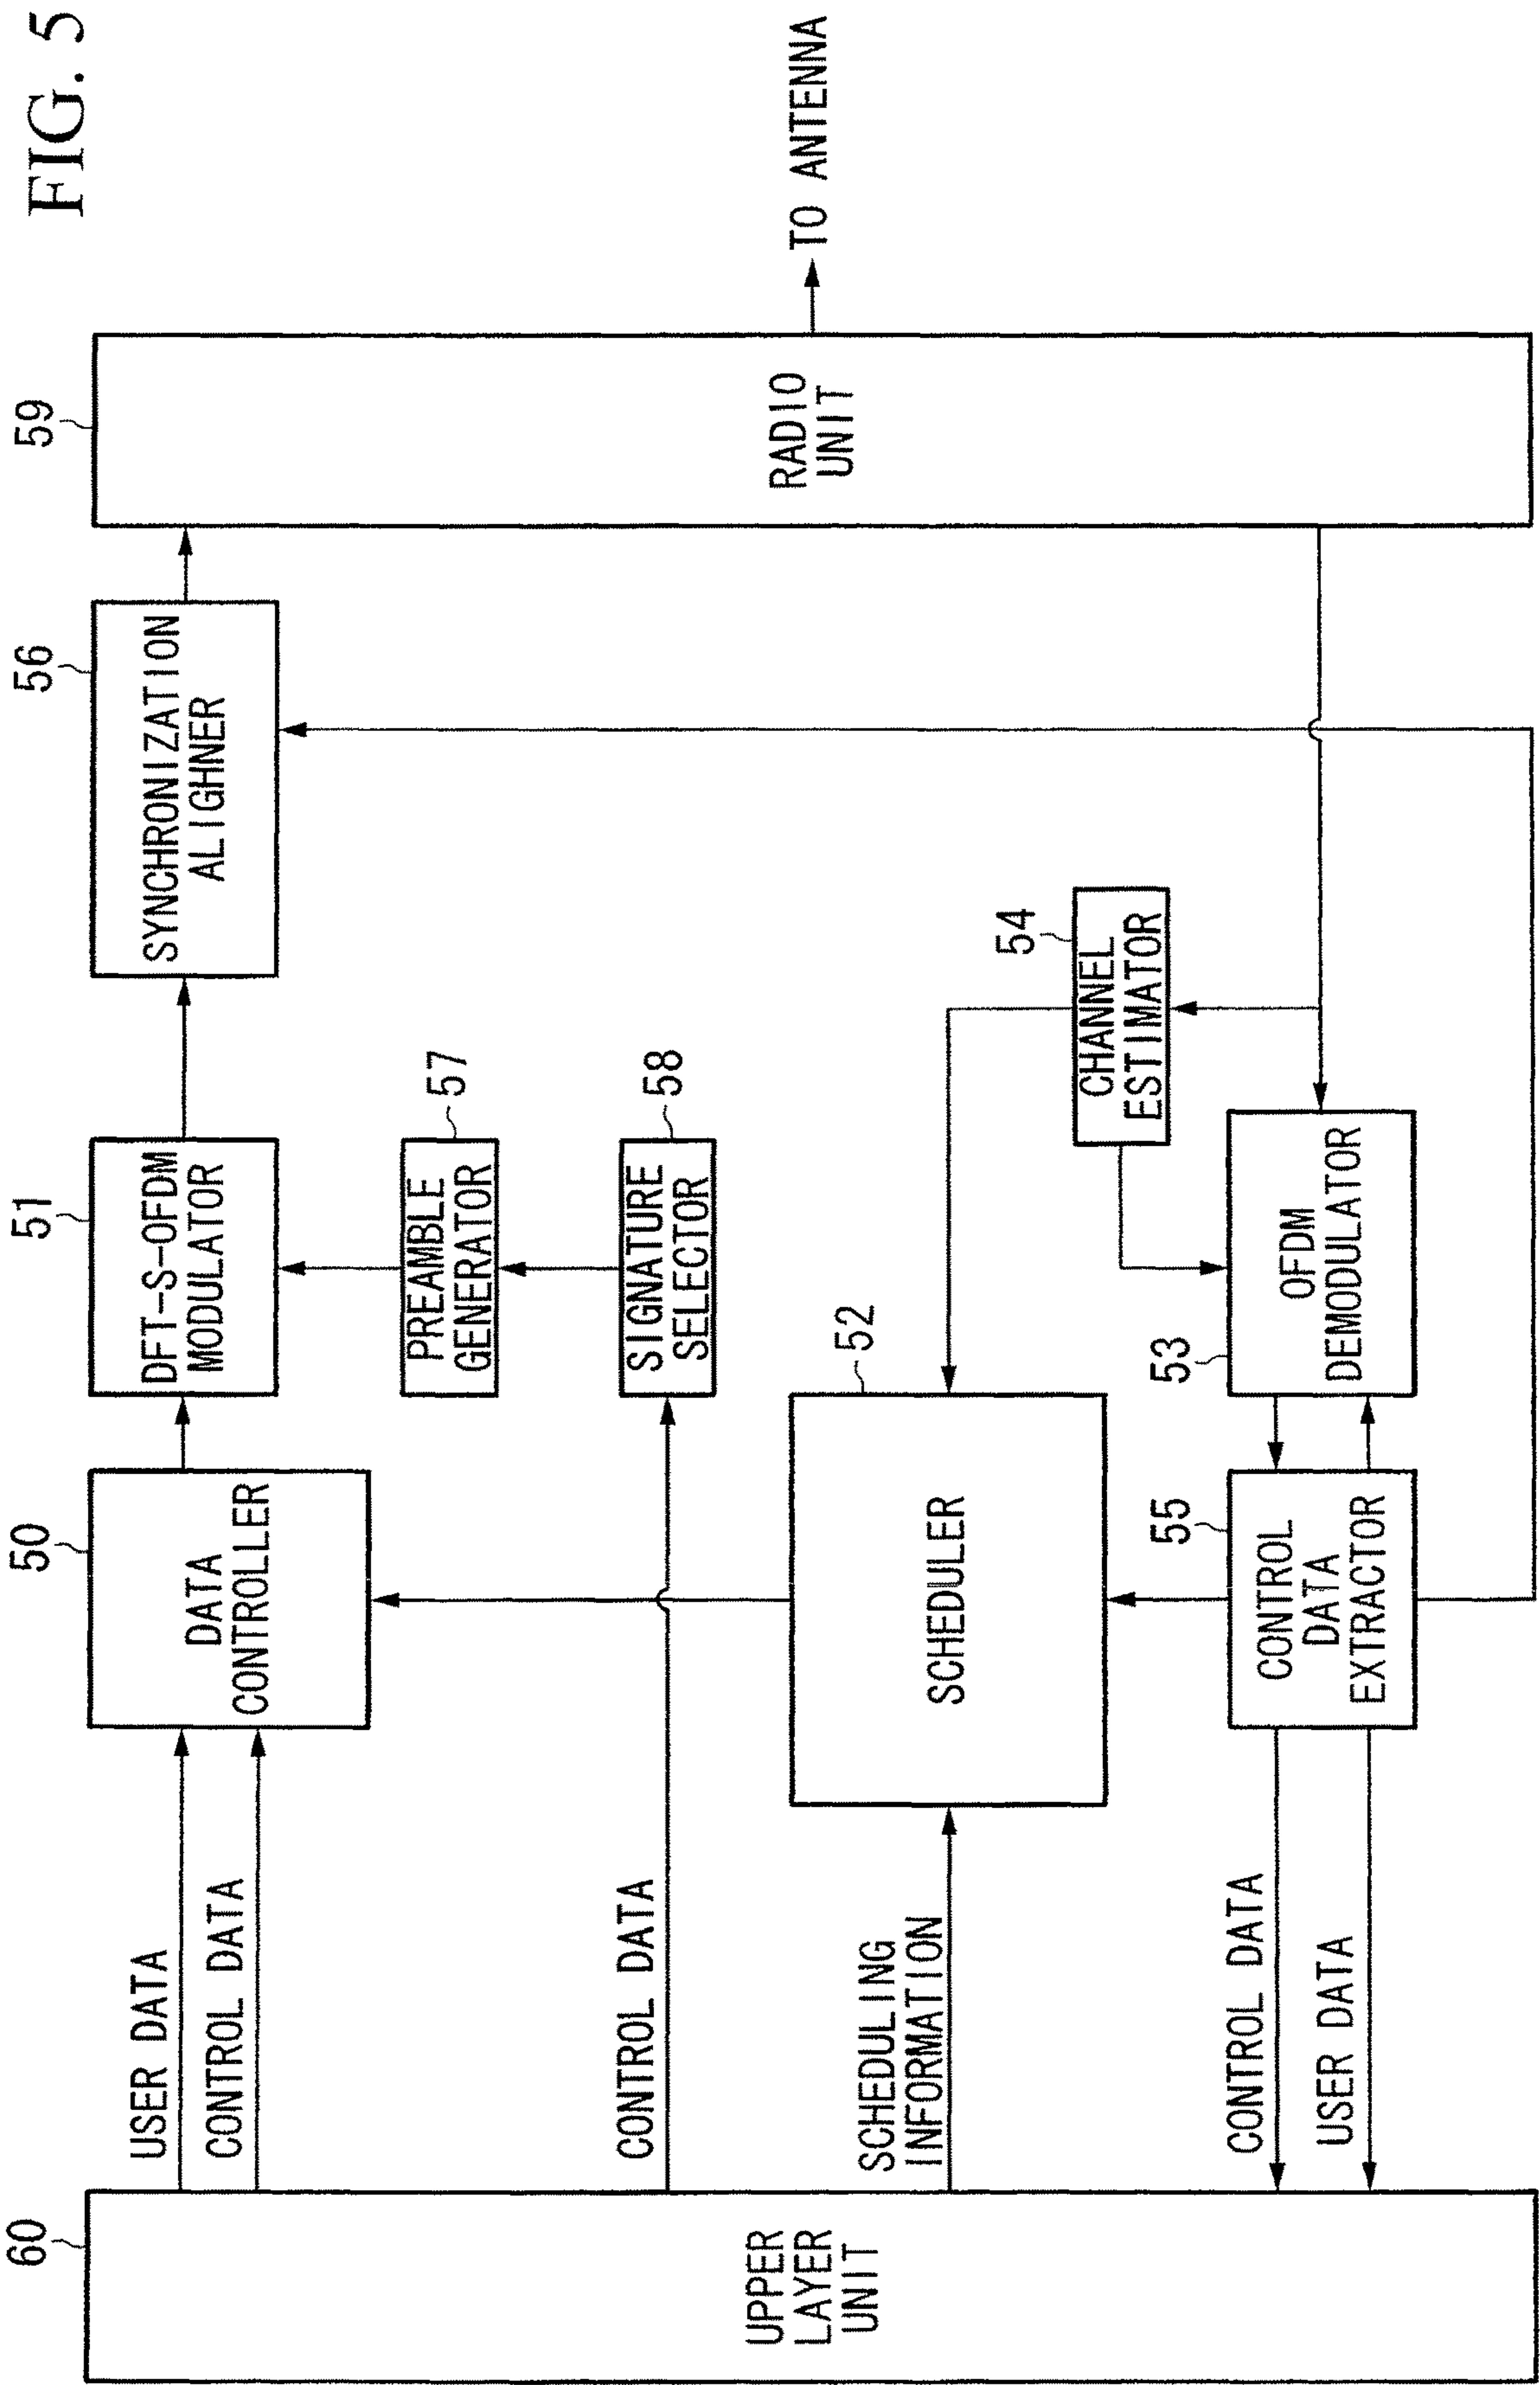 FIG. 5
60
UPPER
LAYER
UNIT
USER DATA
CONTROL DATA
CONTROL DATA
SCHEDULING
INFORMATION
CONTROL DATA
USER DATA
50
DATA
CONTROLLER
52
SCHEDULER
55
CONTROL
DATA
EXTRACTOR
51
DFT-S-OFDM
MODULATOR
57
PREAMBLE
GENERATOR
58
SIGNATURE
SELECTOR
53
OFDM
DEMODULATOR
54
CHANNEL
ESTIMATOR
56
SYNCHRONIZATION
ALIGHNER
59
RADIO
UNIT
TO ANTENNA